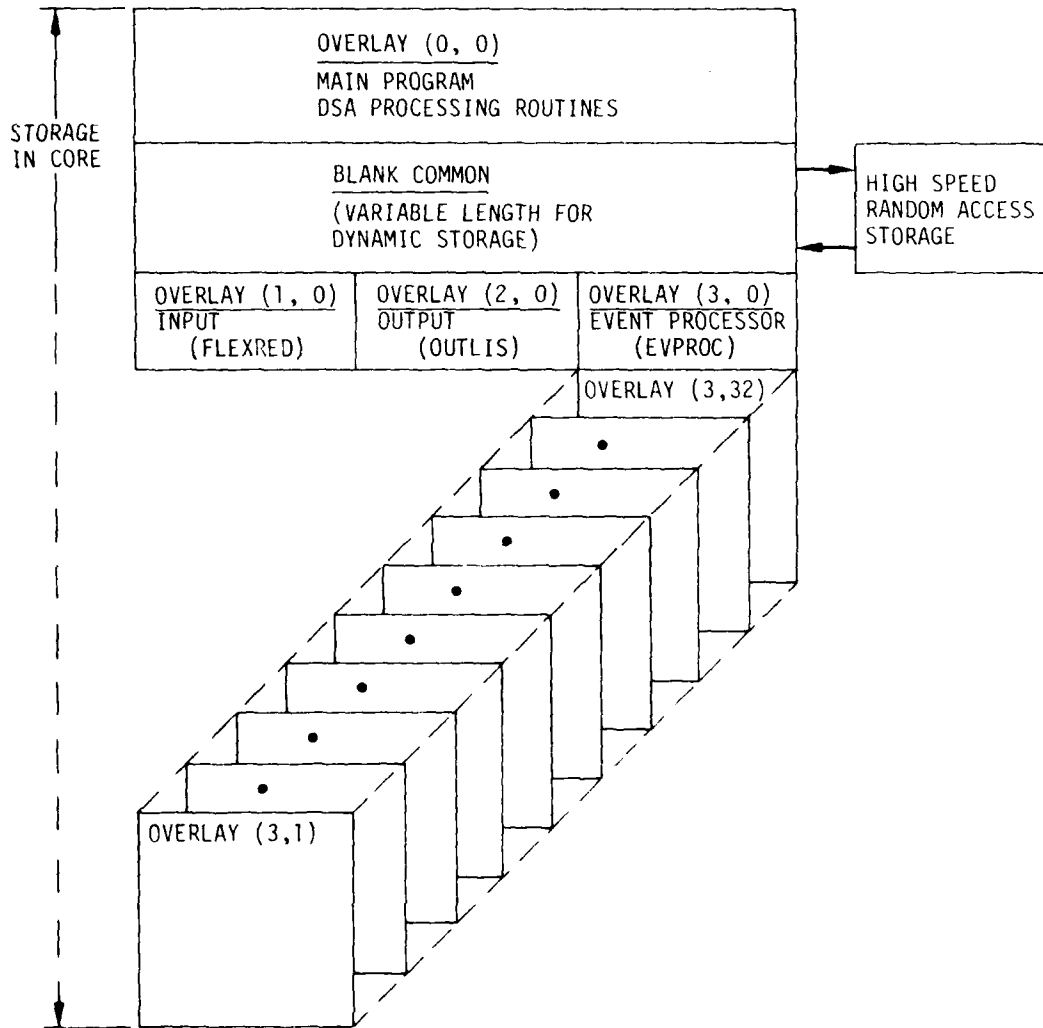 OVERLAY (0, 0)
MAIN PROGRAM
DSA PROCESSING ROUTINES
STORAGE
IN CORE
BLANK COMMON
(VARIABLE LENGTH FOR
DYNAMIC STORAGE)
HIGH SPEED
RANDOM ACCESS
STORAGE
OVERLAY (1, 0)
INPUT
(FLEXRED)
OVERLAY (2, 0)
OUTPUT
(OUTLIS)
OVERLAY (3, 0)
EVENT PROCESSOR
(EVPROC)
OVERLAY (3,32)
OVERLAY (3,1)